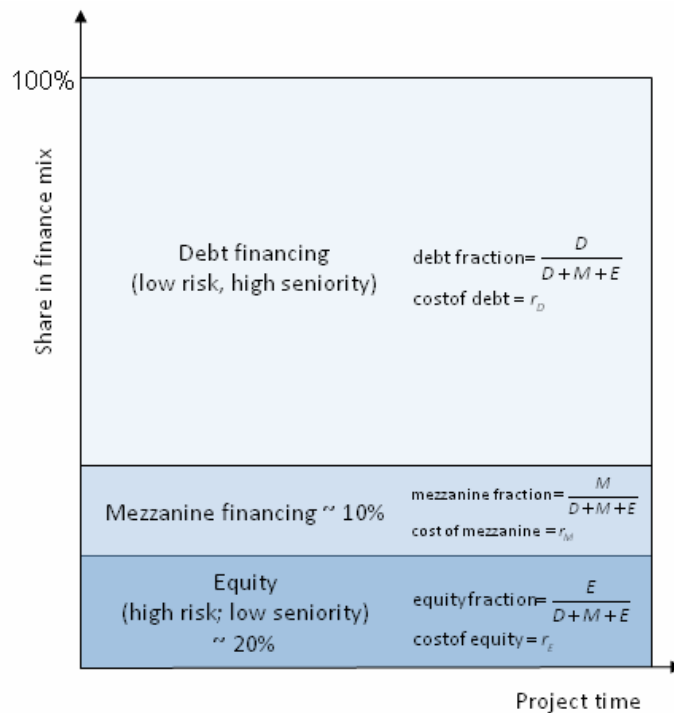 100%
Share in finance mix
Debt financing
(low risk, high seniority)
debt fraction= D / D+M+E
costof debt = r_D
Mezzanine financing ~ 10%
mezzanine fraction= M / D+M+E
cost of mezzanine = r_M
Equity
(high risk; low seniority)
~ 20%
equityfraction= E / D+M+E
costof equity = r_E
Project time